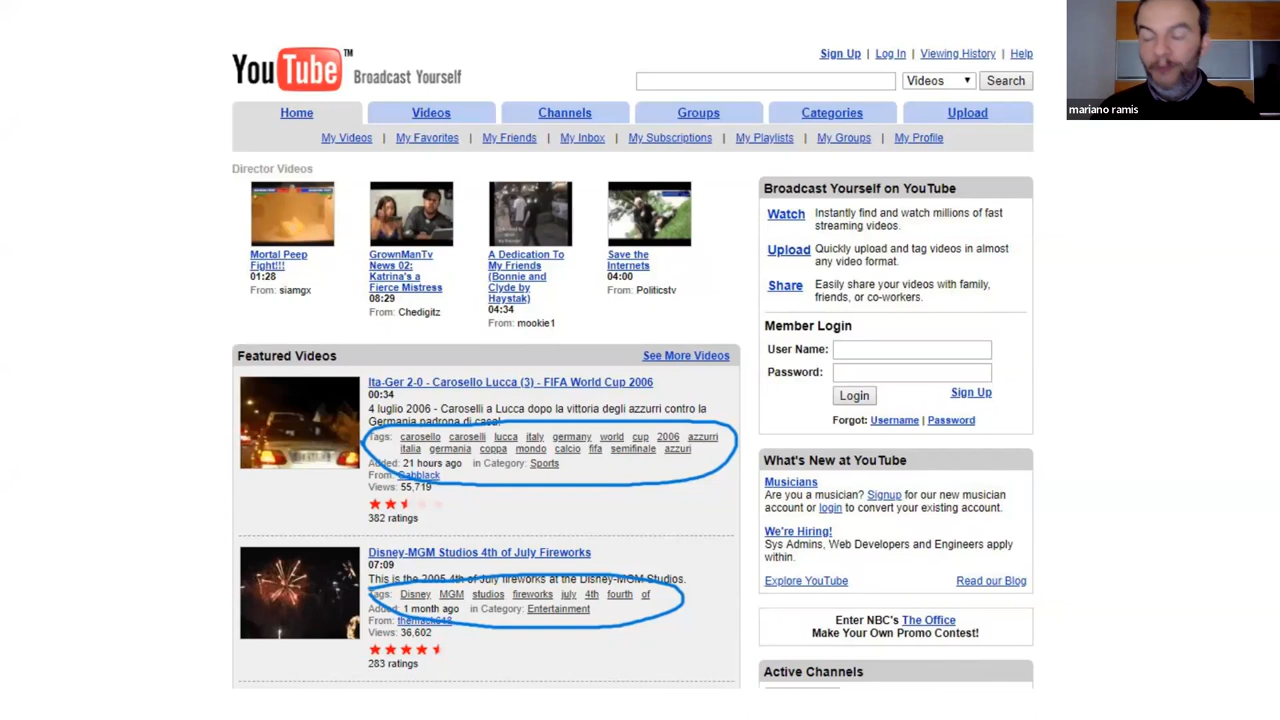 YouTube™ Broadcast Yourself
Sign Up | Log In | Viewing History | Help
Videos Search
Home Videos Channels Groups Categories Upload
My Videos | My Favorites | My Friends | My Inbox | My Subscriptions | My Playlists | My Groups | My Profile
mariano ramis
Director Videos
Mortal Peep
Fight!!!
01:28
From: siamgx
GrownManTv
News 02:
Katrina's a
Fierce Mistress
08:29
From: Chedigitz
A Dedication To
My Friends
(Bonnie and
Clyde by
Haystak)
04:34
From: mookie1
Save the
Internets
04:00
From: Politicstv
Featured Videos See More Videos
Ita-Ger 2-0 - Carosello Lucca (3) - FIFA World Cup 2006
00:34
4 luglio 2006 - Caroselli a Lucca dopo la vittoria degli azzurri contro la
Germania padrona di casa!
Tags: carosello caroselli lucca italy germany world cup 2006 azzurri
italia germania coppa mondo calcio fifa semifinale azzuri
Added: 21 hours ago in Category: Sports
From: Gabblack
Views: 55,719
382 ratings
Disney-MGM Studios 4th of July Fireworks
07:09
This is the 2005 4th of July fireworks at the Disney-MGM Studios.
Tags: Disney MGM studios fireworks july 4th fourth of
Added: 1 month ago in Category: Entertainment
From:
Views: 36,602
283 ratings
Broadcast Yourself on YouTube
Watch Instantly find and watch millions of fast
streaming videos.
Upload Quickly upload and tag videos in almost
any video format.
Share Easily share your videos with family,
friends, or co-workers.
Member Login
User Name:
Password:
Login Sign Up
Forgot: Username | Password
What's New at YouTube
Musicians
Are you a musician? Signup for our new musician
account or login to convert your existing account.
We're Hiring!
Sys Admins, Web Developers and Engineers apply
within.
Explore YouTube Read our Blog
Enter NBC's The Office
Make Your Own Promo Contest!
Active Channels